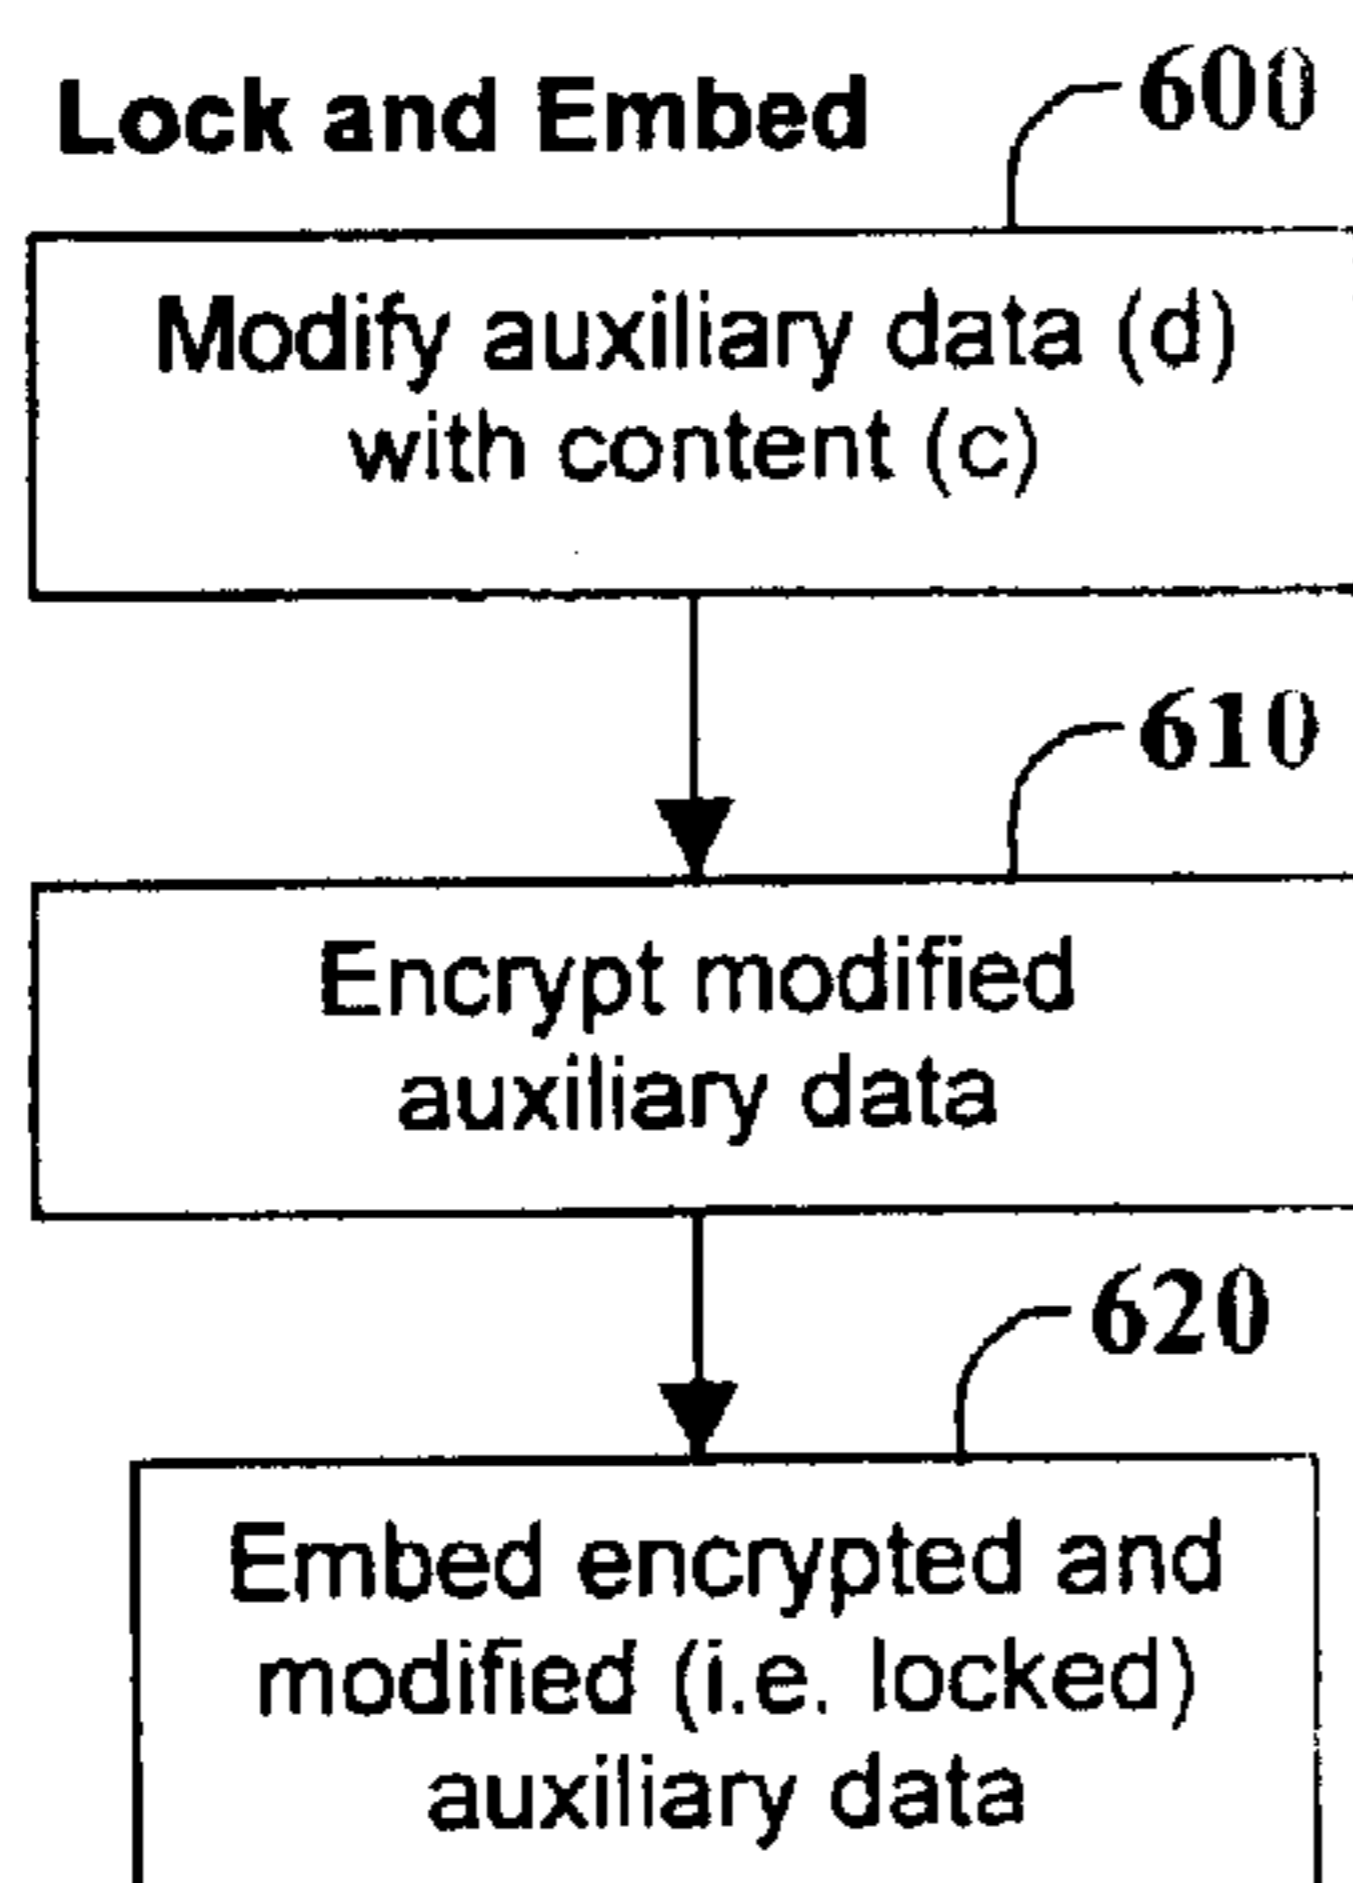 Lock and Embed
600
Modify auxiliary data (d)
with content (c)
610
Encrypt modified
auxiliary data
620
Embed encrypted and
modified (i.e. locked)
auxiliary data